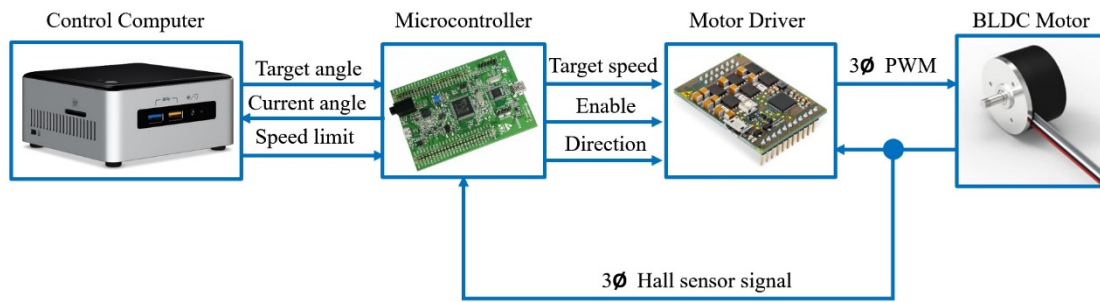 Control Computer
Microcontroller
Motor Driver
BLDC Motor
Target angle
Current angle
Speed limit
Target speed
Enable
Direction
3Ø PWM
3Ø Hall sensor signal